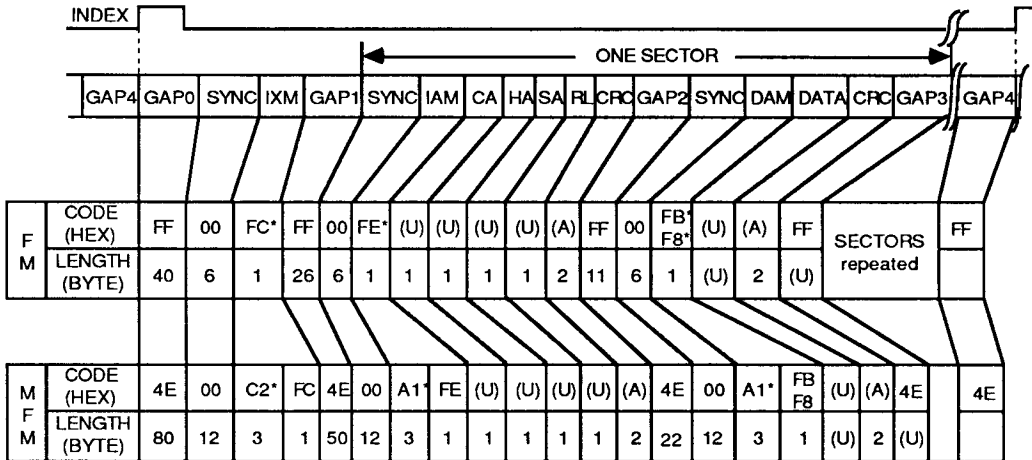 INDEX
ONE SECTOR
GAP4 GAP0 SYNC IXM GAP1 SYNC IAM CA HA SA RL CRC GAP2 SYNC DAM DATA CRC GAP3 GAP4
FM
CODE (HEX) FF 00 FC* FF 00 FE* (U) (U) (U) (U) (A) FF 00 FB* F8* (U) (A) FF SECTORS repeated FF
LENGTH (BYTE) 40 6 1 26 6 1 1 1 1 1 2 11 6 1 (U) 2 (U)
MFM
CODE (HEX) 4E 00 C2* FC 4E 00 A1* FE (U) (U) (U) (U) (A) 4E 00 A1* FB F8 (U) (A) 4E 4E
LENGTH (BYTE) 80 12 3 1 50 12 3 1 1 1 1 1 2 22 12 3 1 (U) 2 (U)